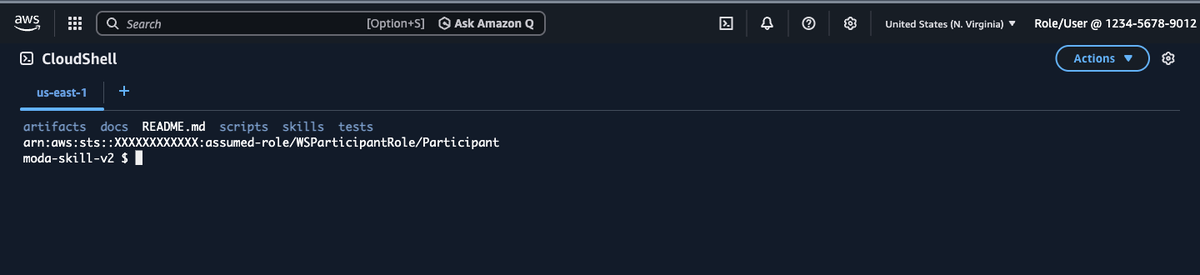 aws Search [Option+S] Ask Amazon Q United States (N. Virginia) ▼ Role/User @ 1234-5678-9012
CloudShell Actions ▼
us-east-1 +
artifacts docs README.md scripts skills tests
arn:aws:sts::XXXXXXXXXXXX:assumed-role/WSParticipantRole/Participant
moda-skill-v2 $